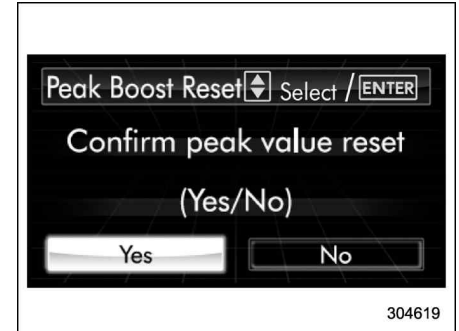 Peak Boost Reset Select / ENTER
Confirm peak value reset
(Yes/No)
Yes No
304619